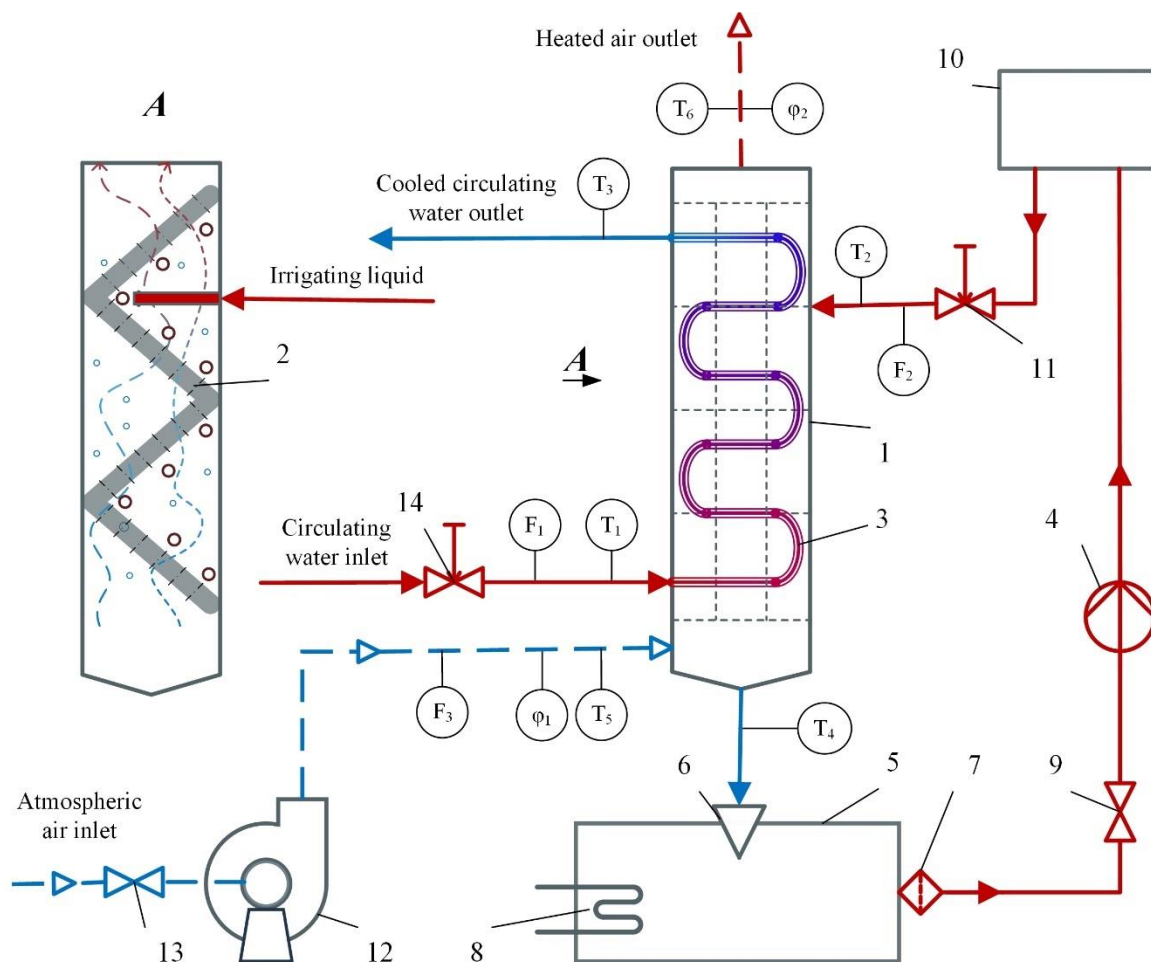 Heated air outlet
10
A
T₆
φ₂
Cooled circulating
water outlet
T₃
T₂
Irrigating liquid
2
A
F₂
11
1
14
Circulating
water inlet
F₁
T₁
3
4
F₃
φ₁
T₅
T₄
6
5
7
9
Atmospheric
air inlet
13
12
8